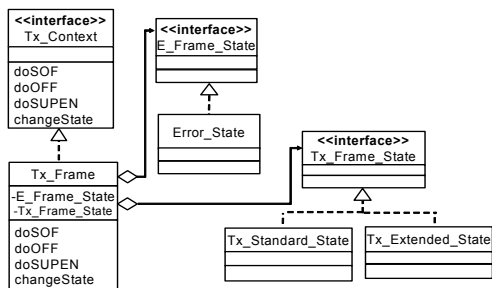 <<interface>>
Tx_Context
doSOF
doOFF
doSUPEN
changeState
<<interface>>
E_Frame_State
Error_State
<<interface>>
Tx_Frame_State
Tx_Frame
-E_Frame_State
-Tx_Frame_State
doSOF
doOFF
doSUPEN
changeState
Tx_Standard_State
Tx_Extended_State